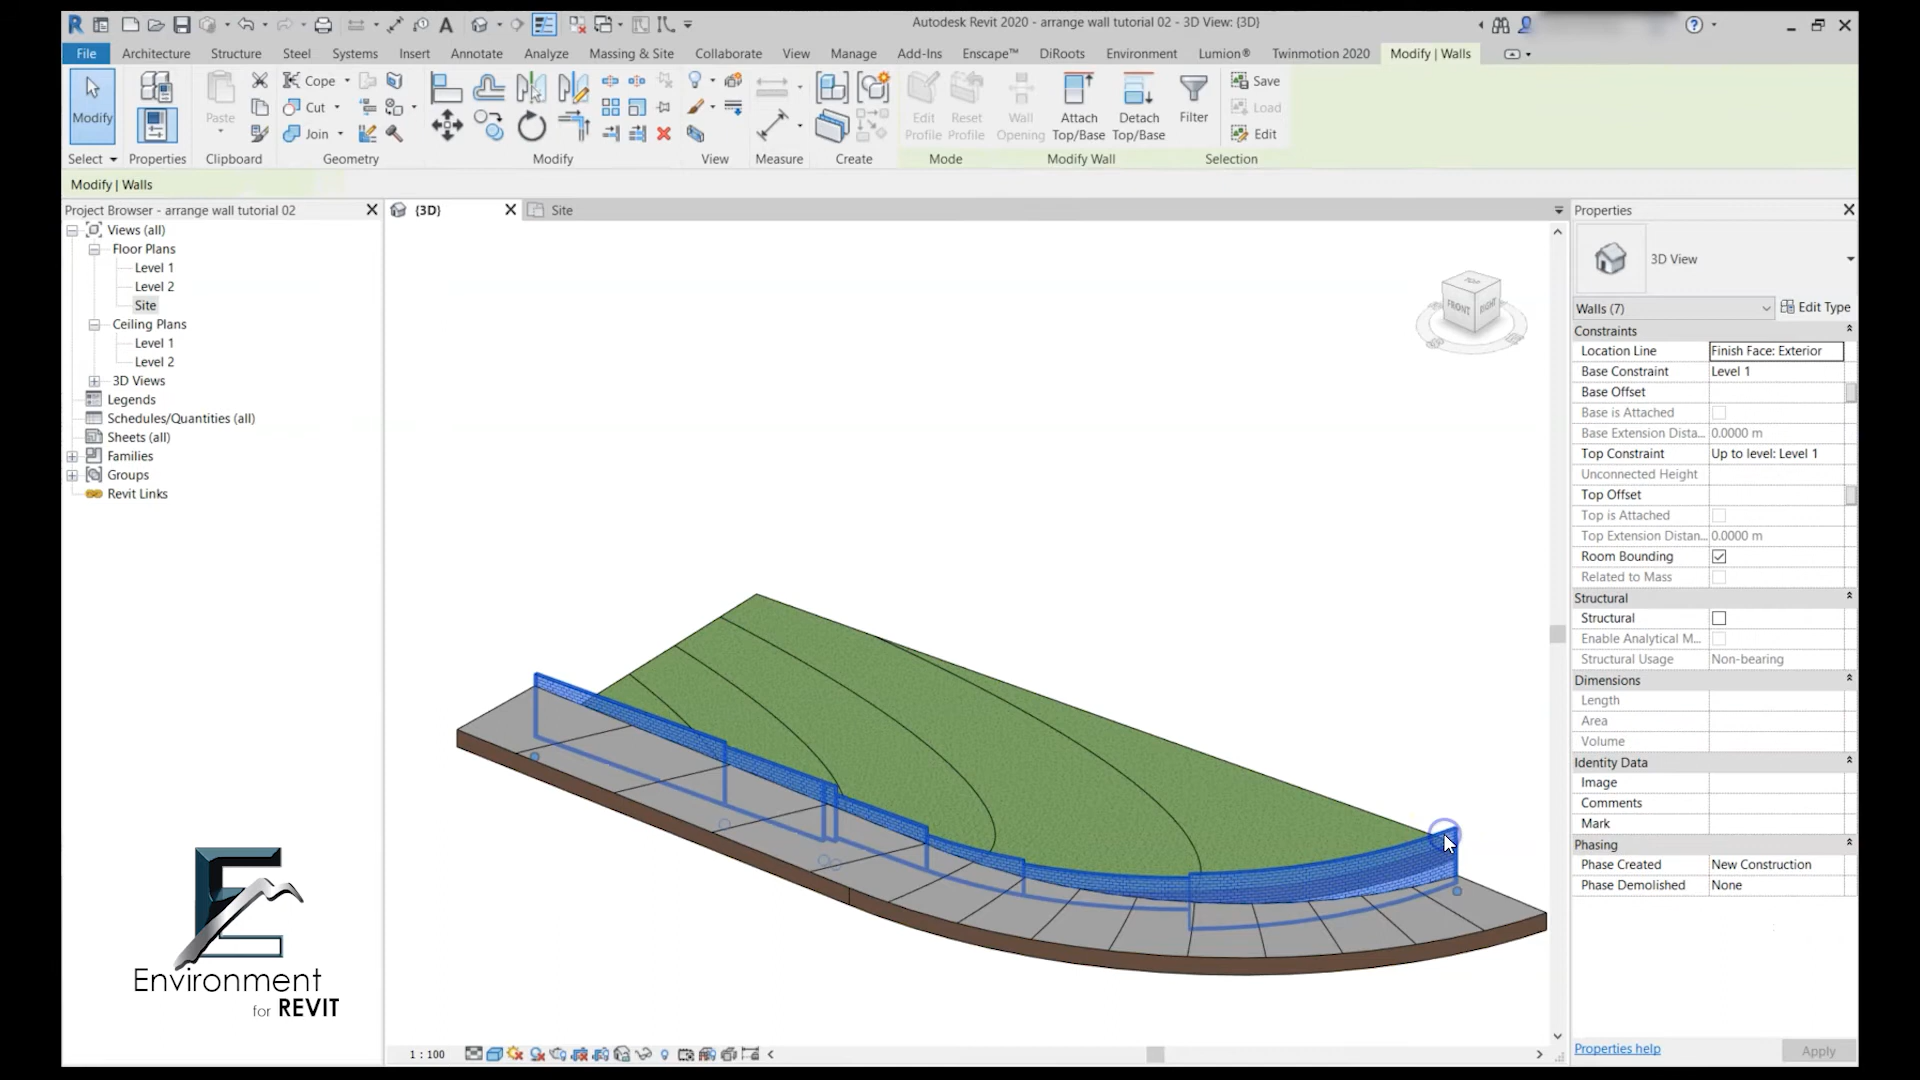 Autodesk Revit 2020 - arrange wall tutorial 02 - 3D View: {3D}
File Architecture Structure Steel Systems Insert Annotate Analyze Massing & Site Collaborate View Manage Add-Ins Enscape™ DiRoots Environment Lumion® Twinmotion 2020 Modify | Walls
Modify
Paste
Cope
Cut
Join
Edit Profile
Reset Profile
Wall Opening
Attach Top/Base
Detach Top/Base
Filter
Save
Load
Edit
Select Properties Clipboard Geometry Modify View Measure Create Mode Modify Wall Selection
Modify | Walls
Project Browser - arrange wall tutorial 02
Views (all)
Floor Plans
Level 1
Level 2
Site
Ceiling Plans
Level 1
Level 2
3D Views
Legends
Schedules/Quantities (all)
Sheets (all)
Families
Groups
Revit Links
{3D}
Site
TOP
FRONT
RIGHT
Environment
for REVIT
1 : 100
Properties
3D View
Walls (7)
Edit Type
Constraints
Location Line Finish Face: Exterior
Base Constraint Level 1
Base Offset
Base is Attached
Base Extension Dista... 0.0000 m
Top Constraint Up to level: Level 1
Unconnected Height
Top Offset
Top is Attached
Top Extension Distan... 0.0000 m
Room Bounding
Related to Mass
Structural
Structural
Enable Analytical M...
Structural Usage Non-bearing
Dimensions
Length
Area
Volume
Identity Data
Image
Comments
Mark
Phasing
Phase Created New Construction
Phase Demolished None
Properties help
Apply